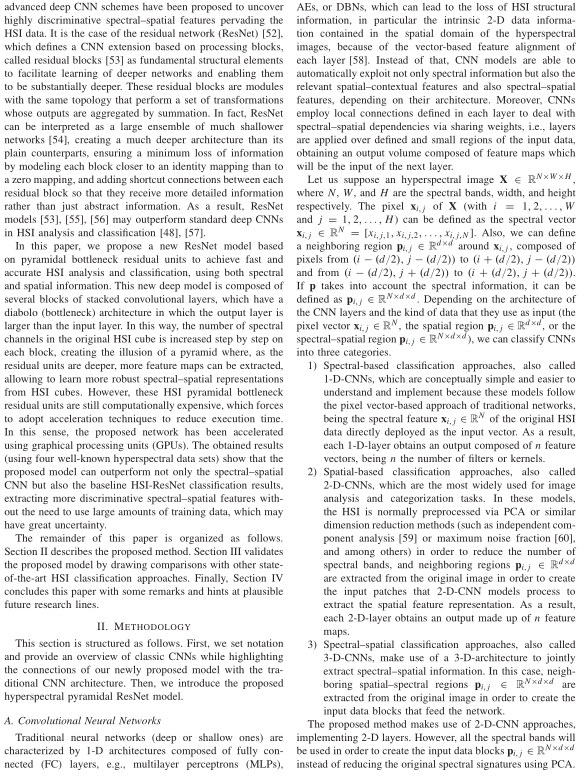 advanced deep CNN schemes have been proposed to uncover
highly discriminative spectral–spatial features pervading the
HSI data. It is the case of the residual network (ResNet) [52],
which defines a CNN extension based on processing blocks,
called residual blocks [53] as fundamental structural elements
to facilitate learning of deeper networks and enabling them
to be substantially deeper. These residual blocks are modules
with the same topology that perform a set of transformations
whose outputs are aggregated by summation. In fact, ResNet
can be interpreted as a large ensemble of much shallower
networks [54], creating a much deeper architecture than its
plain counterparts, ensuring a minimum loss of information
by modeling each block closer to an identity mapping than to
a zero mapping, and adding shortcut connections between each
residual block so that they receive more detailed information
rather than just abstract information. As a result, ResNet
models [53], [55], [56] may outperform standard deep CNNs
in HSI analysis and classification [48], [57].
In this paper, we propose a new ResNet model based
on pyramidal bottleneck residual units to achieve fast and
accurate HSI analysis and classification, using both spectral
and spatial information. This new deep model is composed of
several blocks of stacked convolutional layers, which have a
diabolo (bottleneck) architecture in which the output layer is
larger than the input layer. In this way, the number of spectral
channels in the original HSI cube is increased step by step on
each block, creating the illusion of a pyramid where, as the
residual units are deeper, more feature maps can be extracted,
allowing to learn more robust spectral–spatial representations
from HSI cubes. However, these HSI pyramidal bottleneck
residual units are still computationally expensive, which forces
to adopt acceleration techniques to reduce execution time.
In this sense, the proposed network has been accelerated
using graphical processing units (GPUs). The obtained results
(using four well-known hyperspectral data sets) show that the
proposed model can outperform not only the spectral–spatial
CNN but also the baseline HSI-ResNet classification results,
extracting more discriminative spectral–spatial features with-
out the need to use large amounts of training data, which may
have great uncertainty.
The remainder of this paper is organized as follows.
Section II describes the proposed method. Section III validates
the proposed model by drawing comparisons with other state-
of-the-art HSI classification approaches. Finally, Section IV
concludes this paper with some remarks and hints at plausible
future research lines.
II. METHODOLOGY
This section is structured as follows. First, we set notation
and provide an overview of classic CNNs while highlighting
the connections of our newly proposed model with the tra-
ditional CNN architecture. Then, we introduce the proposed
hyperspectral pyramidal ResNet model.
A. Convolutional Neural Networks
Traditional neural networks (deep or shallow ones) are
characterized by 1-D architectures composed of fully con-
nected (FC) layers, e.g., multilayer perceptrons (MLPs),
AEs, or DBNs, which can lead to the loss of HSI structural
information, in particular the intrinsic 2-D data informa-
tion contained in the spatial domain of the hyperspectral
images, because of the vector-based feature alignment of
each layer [58]. Instead of that, CNN models are able to
automatically exploit not only spectral information but also the
relevant spatial–contextual features and also spectral–spatial
features, depending on their architecture. Moreover, CNNs
employ local connections defined in each layer to deal with
spectral–spatial dependencies via sharing weights, i.e., layers
are applied over defined and small regions of the input data,
obtaining an output volume composed of feature maps which
will be the input of the next layer.
Let us suppose an hyperspectral image X ∈ ℝ^{N×W×H},
where N, W, and H are the spectral bands, width, and height
respectively. The pixel x_{i,j} of X (with i = 1, 2, . . . , W
and j = 1, 2, . . . , H) can be defined as the spectral vector
x_{i,j} ∈ ℝ^N = [x_{i,j,1}, x_{i,j,2}, . . . , x_{i,j,N}]. Also, we can define
a neighboring region p_{i,j} ∈ ℝ^{d×d} around x_{i,j}, composed of
pixels from (i − (d/2), j − (d/2)) to (i + (d/2), j − (d/2))
and from (i − (d/2), j + (d/2)) to (i + (d/2), j + (d/2)).
If p takes into account the spectral information, it can be
defined as p_{i,j} ∈ ℝ^{N×d×d}. Depending on the architecture of
the CNN layers and the kind of data that they use as input (the
pixel vector x_{i,j} ∈ ℝ^N, the spatial region p_{i,j} ∈ ℝ^{d×d}, or the
spectral–spatial region p_{i,j} ∈ ℝ^{N×d×d}), we can classify CNNs
into three categories.
1) Spectral-based classification approaches, also called
1-D-CNNs, which are conceptually simple and easier to
understand and implement because these models follow
the pixel vector-based approach of traditional networks,
being the spectral feature x_{i,j} ∈ ℝ^N of the original HSI
data directly deployed as the input vector. As a result,
each 1-D-layer obtains an output composed of n feature
vectors, being n the number of filters or kernels.
2) Spatial-based classification approaches, also called
2-D-CNNs, which are the most widely used for image
analysis and categorization tasks. In these models,
the HSI is normally preprocessed via PCA or similar
dimension reduction methods (such as independent com-
ponent analysis [59] or maximum noise fraction [60],
and among others) in order to reduce the number of
spectral bands, and neighboring regions p_{i,j} ∈ ℝ^{d×d}
are extracted from the original image in order to create
the input patches that 2-D-CNN models process to
extract the spatial feature representation. As a result,
each 2-D-layer obtains an output made up of n feature
maps.
3) Spectral–spatial classification approaches, also called
3-D-CNNs, make use of a 3-D-architecture to jointly
extract spectral–spatial information. In this case, neigh-
boring spatial–spectral regions p_{i,j} ∈ ℝ^{N×d×d} are
extracted from the original image in order to create the
input data blocks that feed the network.
The proposed method makes use of 2-D-CNN approaches,
implementing 2-D layers. However, all the spectral bands will
be used in order to create the input data blocks p_{i,j} ∈ ℝ^{N×d×d}
instead of reducing the original spectral signatures using PCA.